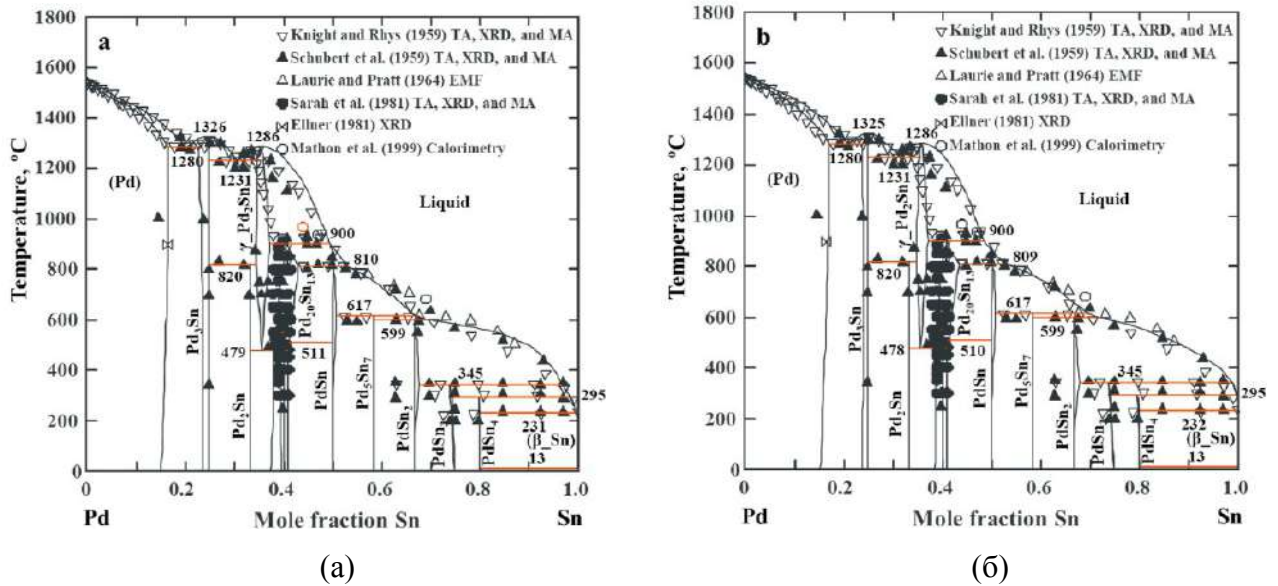 a
1800
1600
1400
1200
1000
800
600
400
200
0
Temperature, °C
▽ Knight and Rhys (1959) TA, XRD, and MA
▲ Schubert et al. (1959) TA, XRD, and MA
△ Laurie and Pratt (1964) EMF
● Sarah et al. (1981) TA, XRD, and MA
⋈ Ellner (1981) XRD
○ Mathon et al. (1999) Calorimetry
1326
1286
1280
1231
(Pd)
Liquid
γ_Pd₂Sn
900
810
820
Pd₂₀Sn₁₃
Pd₃Sn
617
599
479
511
Pd₂Sn
PdSn
Pd₅Sn₇
PdSn₂
PdSn₃
PdSn₄
345
295
231
(β_Sn)
13
0 0.2 0.4 0.6 0.8 1.0
Pd Mole fraction Sn Sn
(а)
b
1800
1600
1400
1200
1000
800
600
400
200
0
Temperature, °C
▽ Knight and Rhys (1959) TA, XRD, and MA
▲ Schubert et al. (1959) TA, XRD, and MA
△ Laurie and Pratt (1964) EMF
● Sarah et al. (1981) TA, XRD, and MA
⋈ Ellner (1981) XRD
○ Mathon et al. (1999) Calorimetry
1325
1286
1280
1231
(Pd)
Liquid
γ_Pd₂Sn
900
809
820
Pd₂₀Sn₁₃
Pd₃Sn
617
599
478
510
Pd₂Sn
PdSn
Pd₅Sn₇
PdSn₂
PdSn₃
PdSn₄
345
295
232
(β_Sn)
13
0 0.2 0.4 0.6 0.8 1.0
Pd Mole fraction Sn Sn
(б)